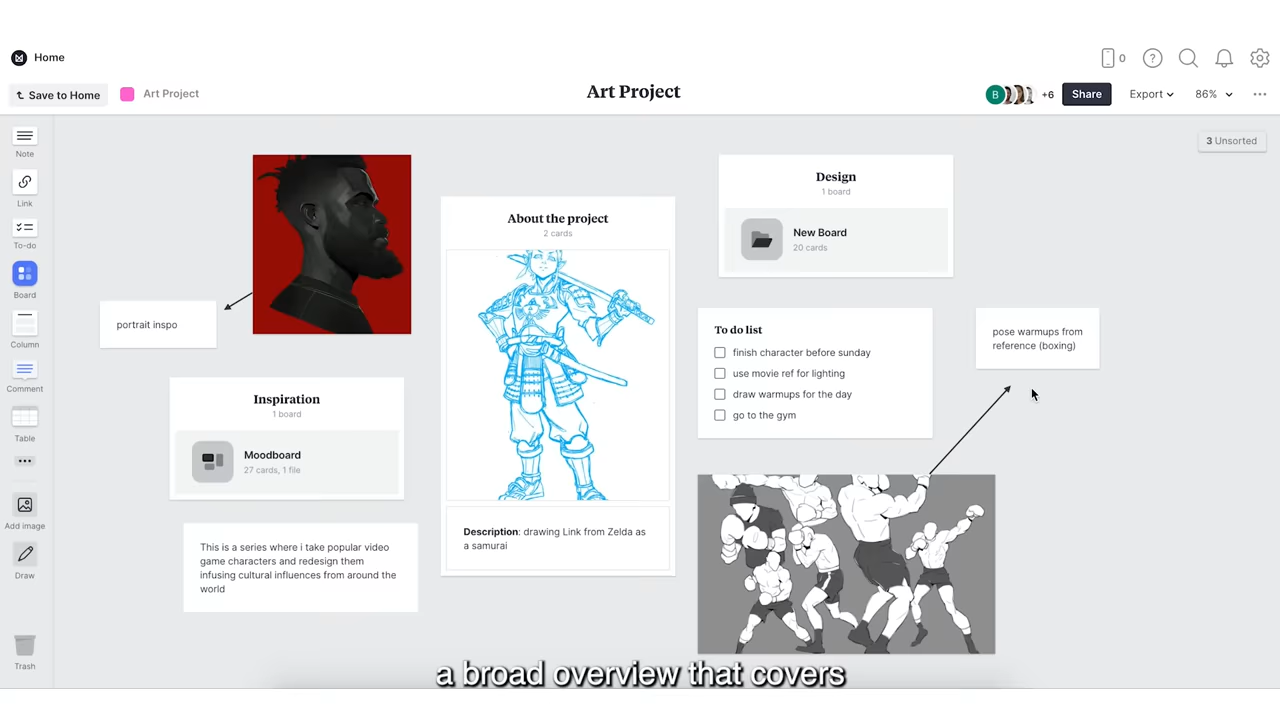 Home
0
Save to Home
Art Project
Art Project
B
+6
Share
Export
86%
Note
Link
To-do
Board
Column
Comment
Table
Add image
Draw
Trash
3 Unsorted
portrait inspo
Inspiration
1 board
Moodboard
27 cards, 1 file
This is a series where i take popular video
game characters and redesign them
infusing cultural influences from around the
world
About the project
2 cards
Description: drawing Link from Zelda as
a samurai
Design
1 board
New Board
20 cards
To do list
finish character before sunday
use movie ref for lighting
draw warmups for the day
go to the gym
pose warmups from
reference (boxing)
a broad overview that covers